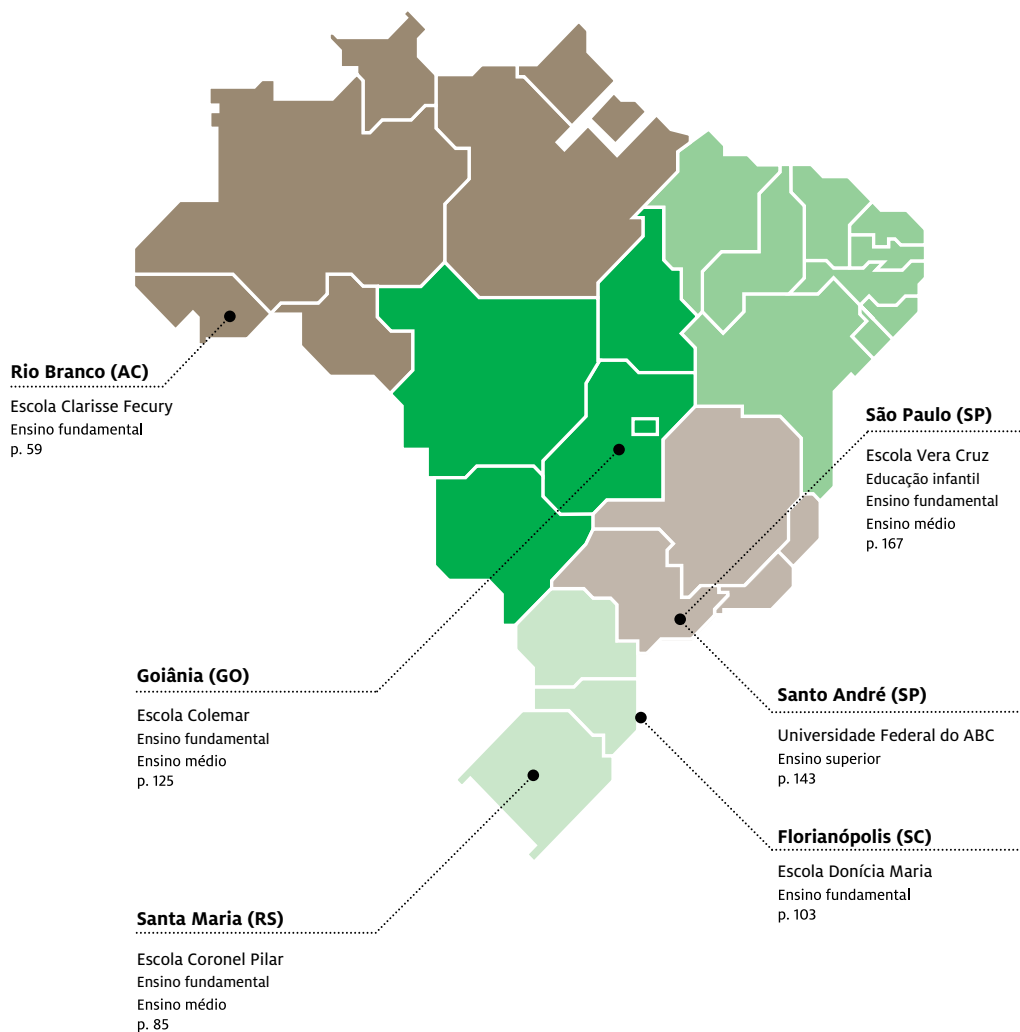 Rio Branco (AC)
Escola Clarisse Fecury
Ensino fundamental
p. 59
São Paulo (SP)
Escola Vera Cruz
Educação infantil
Ensino fundamental
Ensino médio
p. 167
Goiânia (GO)
Escola Colemar
Ensino fundamental
Ensino médio
p. 125
Santo André (SP)
Universidade Federal do ABC
Ensino superior
p. 143
Florianópolis (SC)
Escola Donícia Maria
Ensino fundamental
p. 103
Santa Maria (RS)
Escola Coronel Pilar
Ensino fundamental
Ensino médio
p. 85